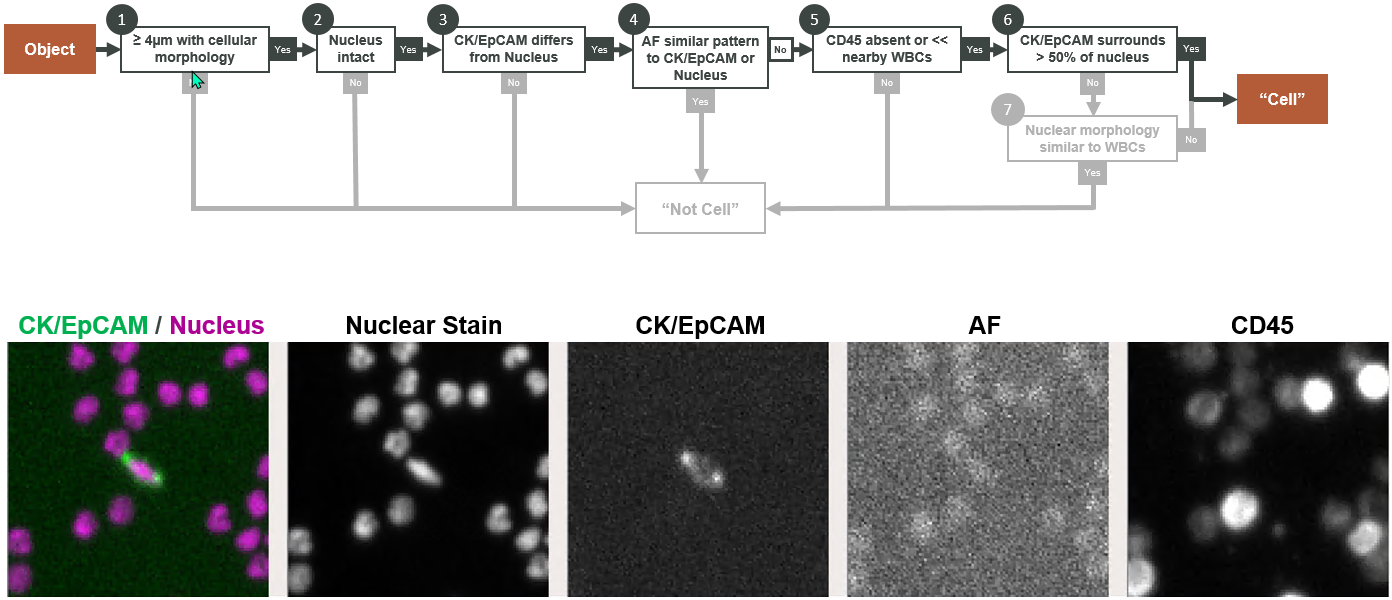 Object
1
≥ 4µm with cellular
morphology
Yes
2
Nucleus
intact
Yes
No
3
CK/EpCAM differs
from Nucleus
Yes
No
4
AF similar pattern
to CK/EpCAM or
Nucleus
No
Yes
5
CD45 absent or <<
nearby WBCs
Yes
No
6
CK/EpCAM surrounds
> 50% of nucleus
Yes
No
7
Nuclear morphology
similar to WBCs
No
Yes
“Cell”
“Not Cell”
CK/EpCAM / Nucleus
Nuclear Stain
CK/EpCAM
AF
CD45